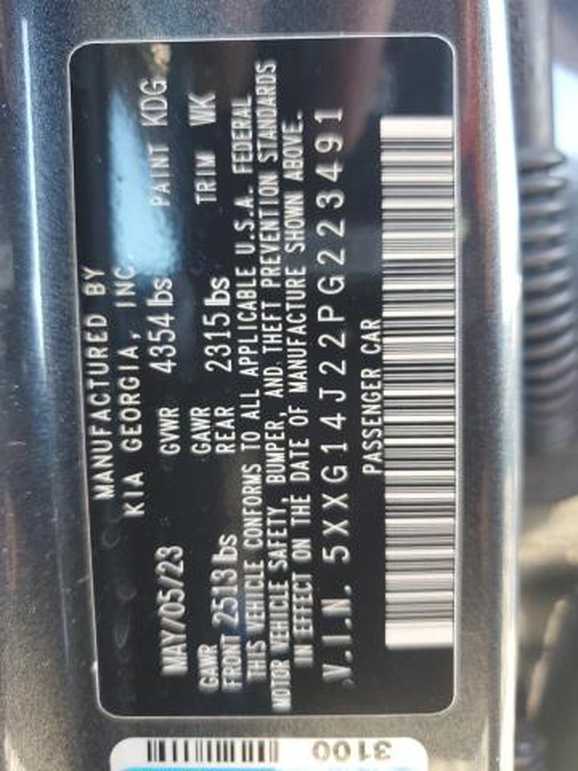 MANUFACTURED BY
KIA GEORGIA, INC.
MAY/05/23 GVWR 4354 lbs PAINT KDG
GAWR GAWR
FRONT 2513 lbs REAR 2315 lbs TRIM WK
THIS VEHICLE CONFORMS TO ALL APPLICABLE U.S.A. FEDERAL
MOTOR VEHICLE SAFETY, BUMPER, AND THEFT PREVENTION STANDARDS
IN EFFECT ON THE DATE OF MANUFACTURE SHOWN ABOVE.
V.I.N. 5XXG14J22PG223491
PASSENGER CAR
3100